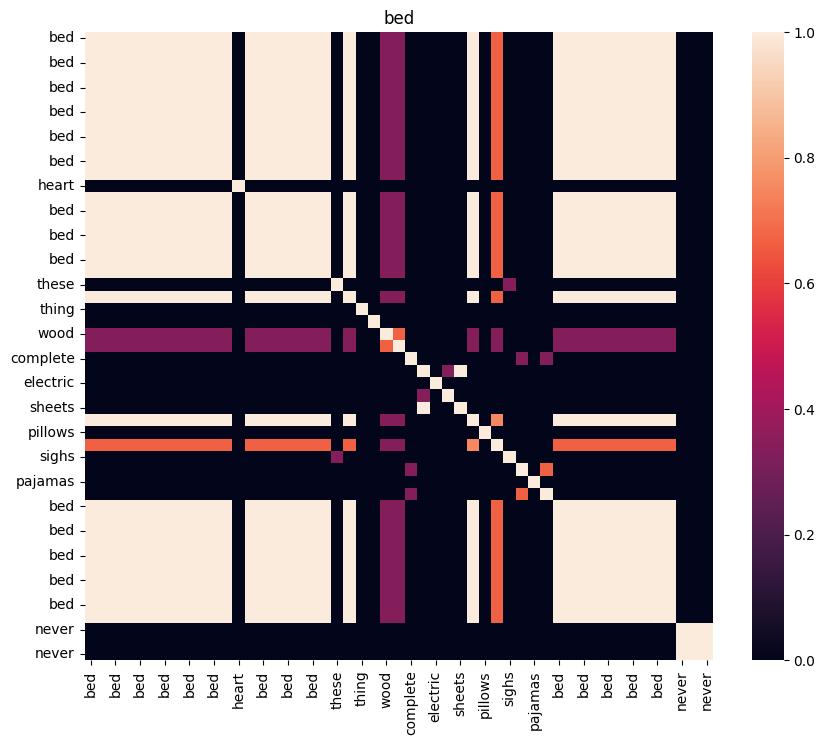 bed
bed
bed
bed
bed
bed
bed
heart
bed
bed
bed
these
thing
wood
complete
electric
sheets
pillows
sighs
pajamas
bed
bed
bed
bed
bed
never
never
1.0
0.8
0.6
0.4
0.2
0.0
bed
bed
bed
bed
bed
bed
heart
bed
bed
bed
these
thing
wood
complete
electric
sheets
pillows
sighs
pajamas
bed
bed
bed
bed
bed
never
never